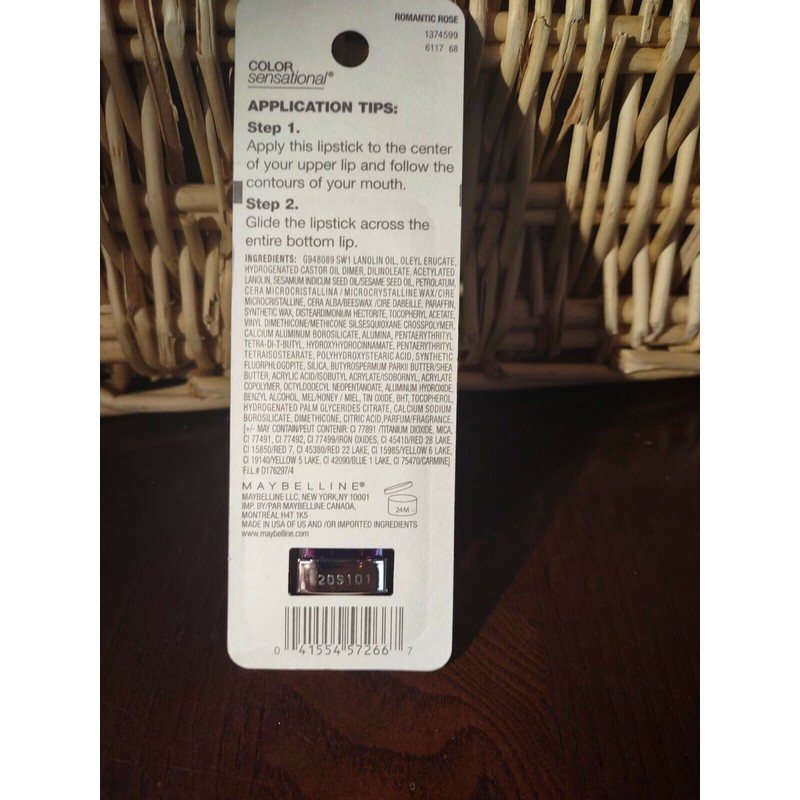 ROMANTIC ROSE
1374599
6117 68
COLOR
sensational®
APPLICATION TIPS:
Step 1.
Apply this lipstick to the center
of your upper lip and follow the
contours of your mouth.
Step 2.
Glide the lipstick across the
entire bottom lip.
INGREDIENTS: G948089 SW1 LANOLIN OIL, OLEYL ERUCATE,
HYDROGENATED CASTOR OIL DIMER, DILINOLEATE, ACETYLATED
LANOLIN, SESAMUM INDICUM SEED OIL/SESAME SEED OIL, PETROLATUM,
CERA MICROCRISTALLINA / MICROCRYSTALLINE WAX/CIRE
MICROCRISTALLINE, CERA ALBA/BEESWAX /CIRE DABEILLE, PARAFFIN,
SYNTHETIC WAX, DISTEARDIMONIUM HECTORITE, TOCOPHERYL ACETATE,
VINYL DIMETHICONE/METHICONE SILSESQUIOXANE CROSSPOLYMER,
CALCIUM ALUMINUM BOROSILICATE, ALUMINA, PENTAERYTHRITYL
TETRA-DI-T-BUTYL, HYDROXYHYDROCINNAMATE, PENTAERYTHRITYL
TETRAISOSTEARATE, POLYHYDROXYSTEARIC ACID, SYNTHETIC
FLUORPHLOGOPITE, SILICA, BUTYROSPERMUM PARKII BUTTER/SHEA
BUTTER, ACRYLIC ACID/ISOBUTYL ACRYLATE/ISOBORNYL, ACRYLATE
COPOLYMER, OCTYLDODECYL NEOPENTANOATE, ALUMINUM HYDROXIDE,
BENZYL ALCOHOL, MEL/HONEY / MIEL, TIN OXIDE, BHT, TOCOPHEROL,
HYDROGENATED PALM GLYCERIDES CITRATE, CALCIUM SODIUM
BOROSILICATE, DIMETHICONE, CITRIC ACID,PARFUM/FRAGRANCE.
[+/- MAY CONTAIN/PEUT CONTENIR: CI 77891 /TITANIUM DIOXIDE, MICA,
CI 77491, CI 77492, CI 77499/IRON OXIDES, CI 45410/RED 28 LAKE,
CI 15850/RED 7, CI 45380/RED 22 LAKE, CI 15985/YELLOW 6 LAKE,
CI 19140/YELLOW 5 LAKE, CI 42090/BLUE 1 LAKE, CI 75470/CARMINE]
F.I.L.# D176297/4
MAYBELLINE®
MAYBELLINE LLC, NEW YORK,NY 10001
IMP. BY/PAR MAYBELLINE CANADA,
MONTRÉAL H4T 1K5
MADE IN USA OF US AND /OR IMPORTED INGREDIENTS
www.maybelline.com
24M
205101
0 41554 57266 7